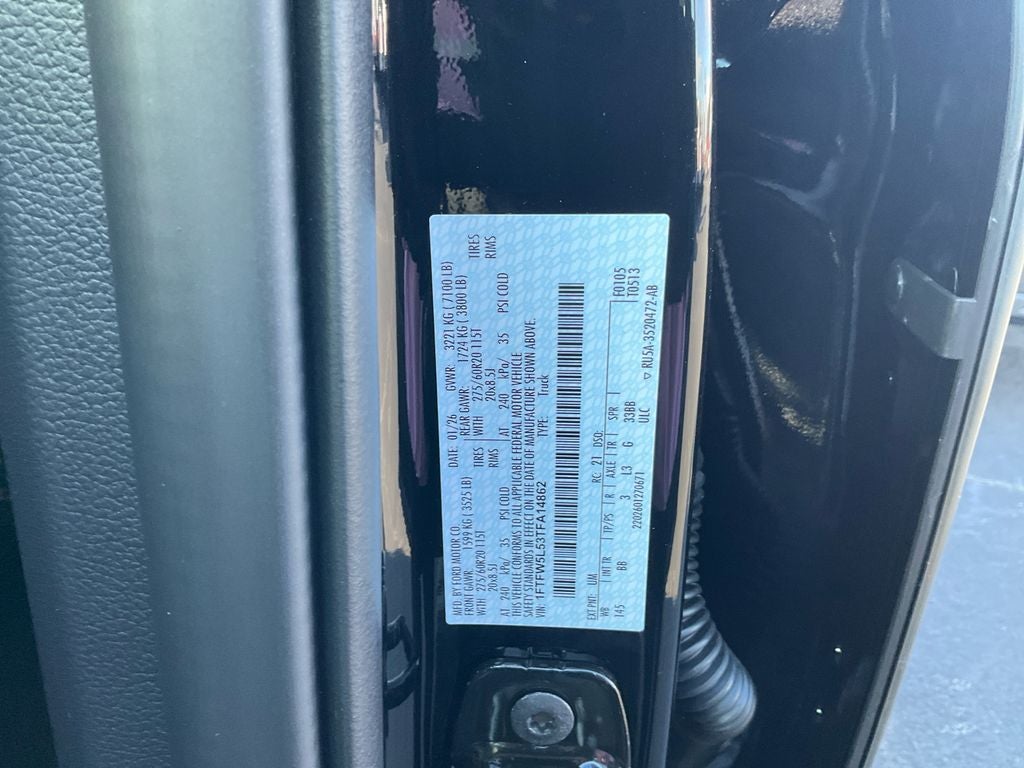 MFD. BY FORD MOTOR CO. DATE: 01/26 GVWR: 3221 KG ( 7100 LB)
FRONT GAWR: 1599 KG ( 3525 LB) REAR GAWR: 1724 KG ( 3800 LB)
WITH 275/60R20 115T TIRES WITH 275/60R20 115T TIRES
20x8.5J RIMS 20x8.5J RIMS
AT 240 kPa/ 35 PSI COLD AT 240 kPa/ 35 PSI COLD
THIS VEHICLE CONFORMS TO ALL APPLICABLE FEDERAL MOTOR VEHICLE
SAFETY STANDARDS IN EFFECT ON THE DATE OF MANUFACTURE SHOWN ABOVE.
VIN: 1FTFW5L53TFA14862 TYPE: Truck
EXT PNT: UM RC: 21 DSO: F0105
WB | INT TR | TP/PS | R | AXLE | TR | SPR T0513
145 BB 3 L3 G 33BB
2202601270671 ULC ▽ RU5A-3520472-AB